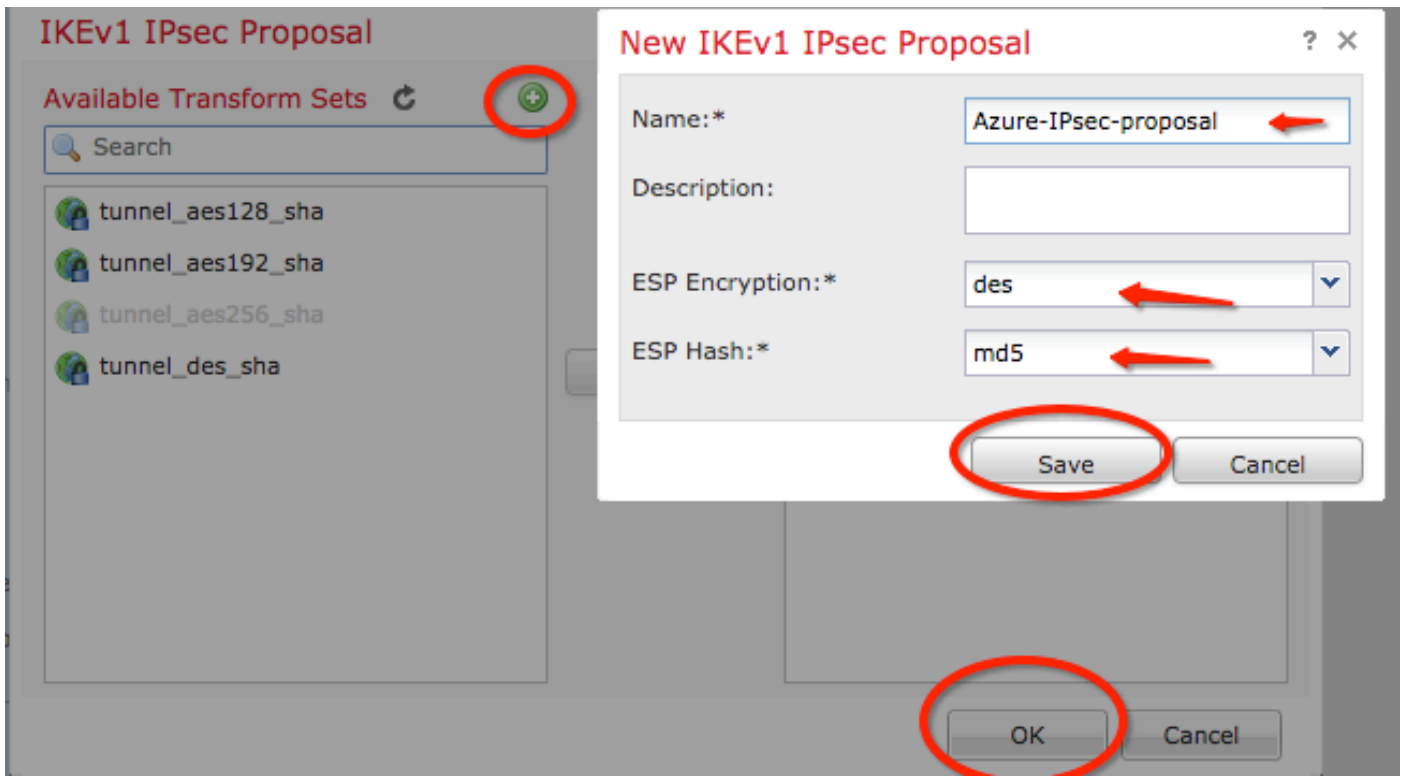 IKEv1 IPsec Proposal
Available Transform Sets
Search
tunnel_aes128_sha
tunnel_aes192_sha
tunnel_aes256_sha
tunnel_des_sha
New IKEv1 IPsec Proposal ?
Name:* Azure-IPsec-proposal
Description:
ESP Encryption:* des
ESP Hash:* md5
Save Cancel
OK Cancel